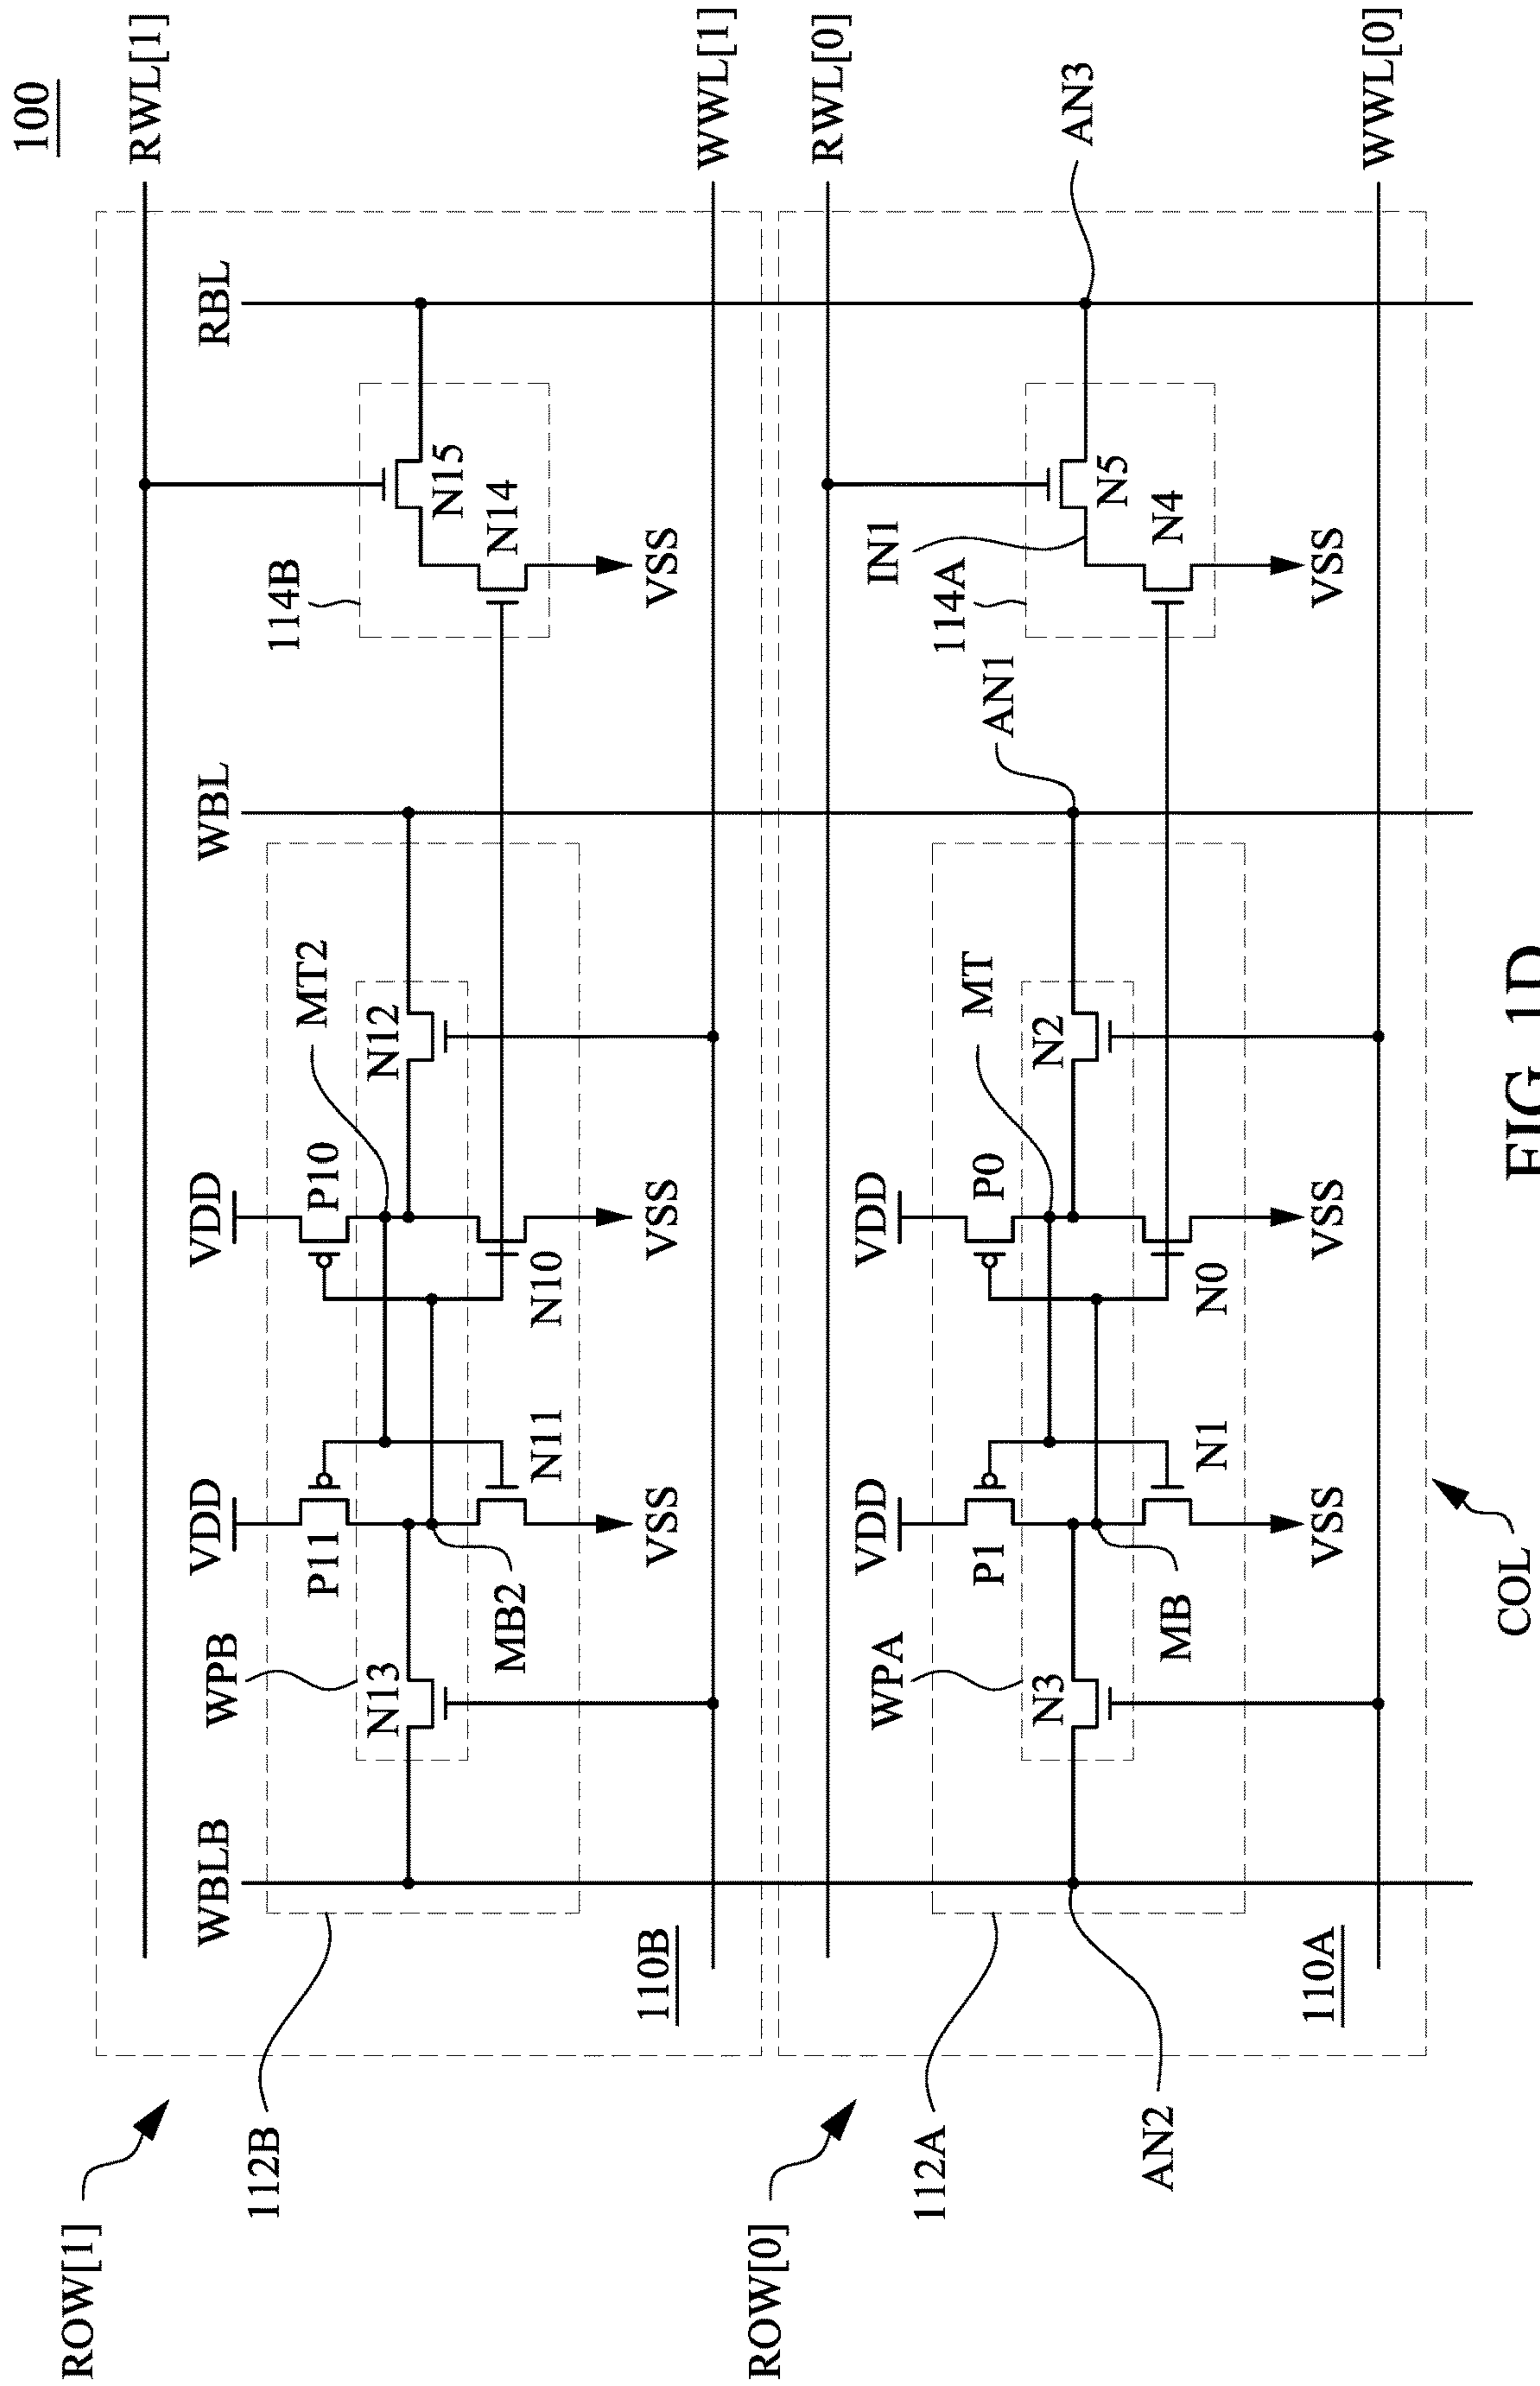 100
RWL[1]
WBLB
WBL
RBL
VDD
VDD
112B
WPB
P11
P10
MT2
114B
N13
N12
N15
MB2
N11
N10
N14
VSS
VSS
VSS
110B
WWL[1]
ROW[1]
RWL[0]
VDD
VDD
IN1
112A
WPA
P1
P0
MT
AN1
114A
N3
N2
N5
AN3
AN2
MB
N1
N0
N4
VSS
VSS
VSS
110A
WWL[0]
ROW[0]
COL
FIG. 1D